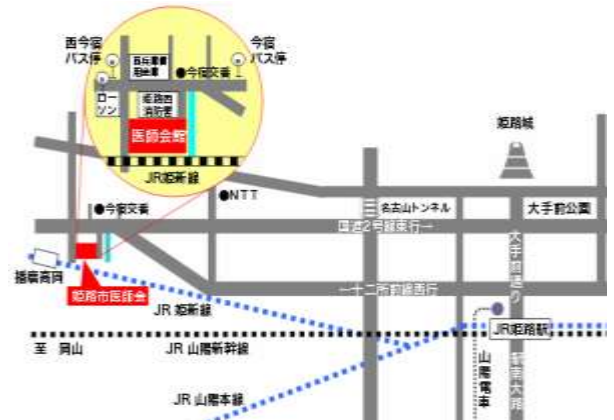 西今宿
バス停
今宿
バス停
●今宿交番
ロー
ソン
姫路西
消防署
医師会館
JR姫新線
姫路城
●NTT
名古山トンネル
大手前公園
●今宿交番
国道2号線東行→
大手前通り
播磨高岡
姫路市医師会
←十二所前線西行
JR 姫新線
JR姫路駅
至 岡山
JR 山陽新幹線
山陽電車
JR 山陽本線